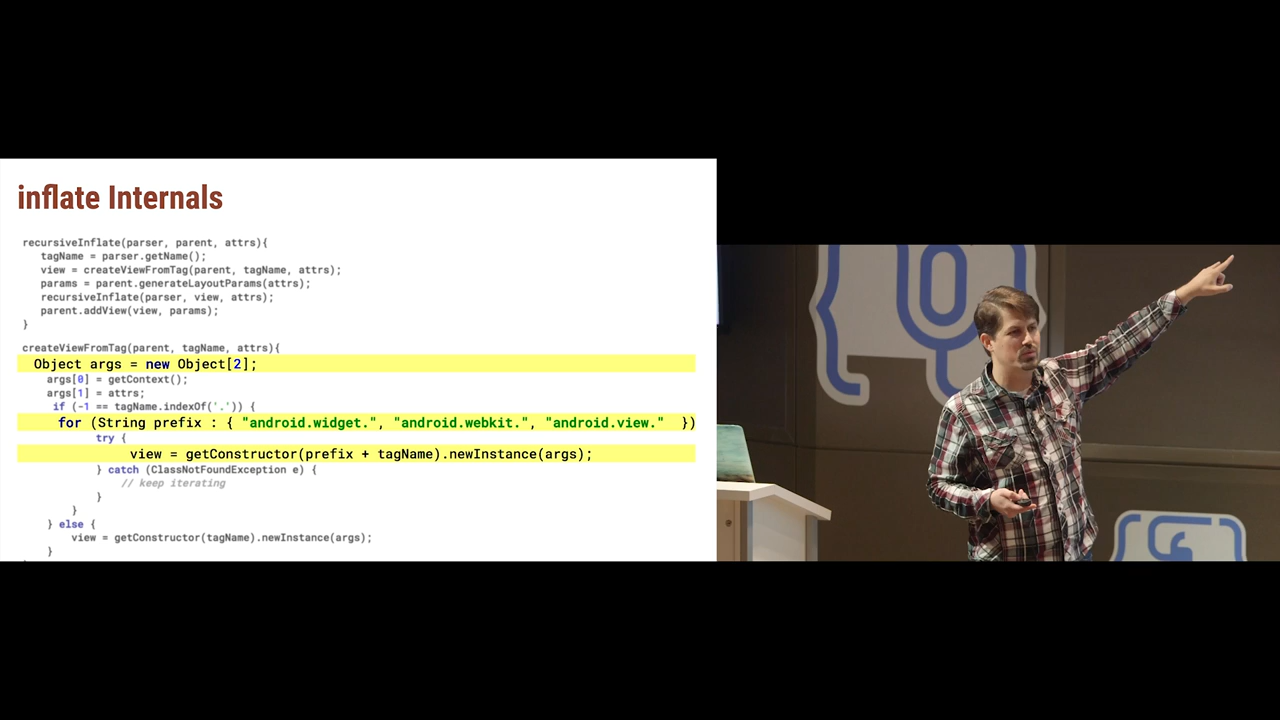 inflate Internals
recursiveInflate(parser, parent, attrs){
tagName = parser.getName();
view = createViewFromTag(parent, tagName, attrs);
params = parent.generateLayoutParams(attrs);
recursiveInflate(parser, view, attrs);
parent.addView(view, params);
}
createViewFromTag(parent, tagName, attrs){
Object args = new Object[2];
args[0] = getContext();
args[1] = attrs;
if (-1 == tagName.indexOf('.')) {
for (String prefix : { "android.widget.", "android.webkit.", "android.view." })
try {
view = getConstructor(prefix + tagName).newInstance(args);
} catch (ClassNotFoundException e) {
// keep iterating
}
}
} else {
view = getConstructor(tagName).newInstance(args);
}